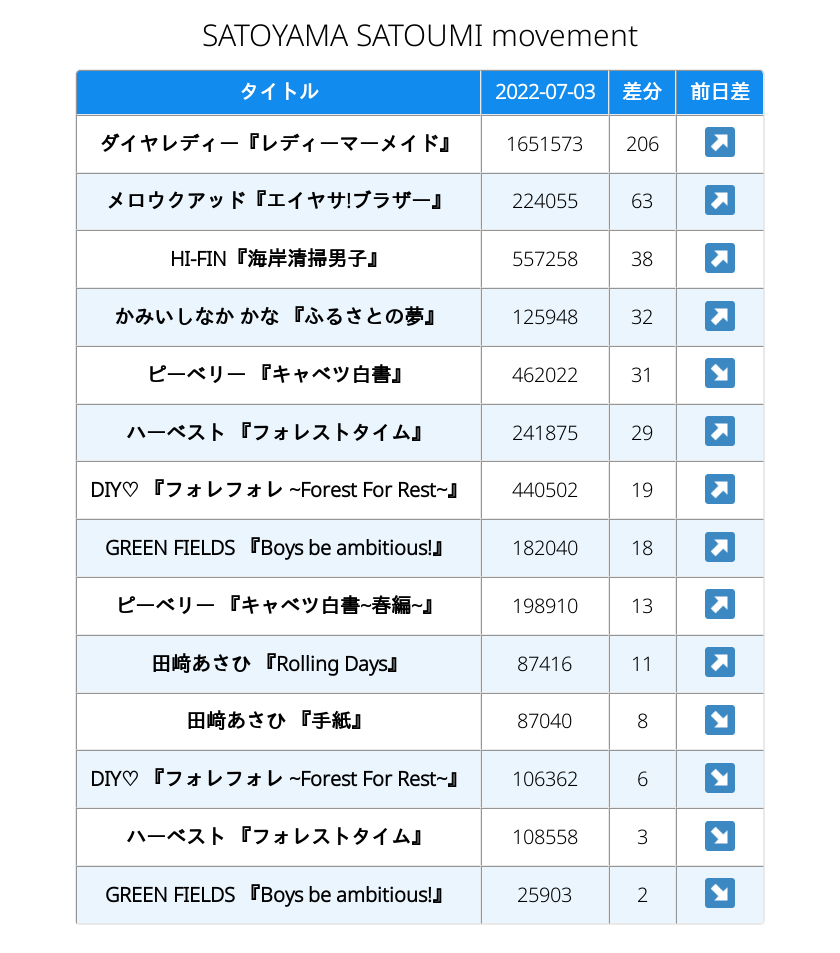 SATOYAMA SATOUMI movement
タイトル 2022-07-03 差分 前日差
ダイヤレディー『レディーマーメイド』 1651573 206
メロウクアッド『エイヤサ!ブラザー』 224055 63
HI-FIN『海岸清掃男子』 557258 38
かみいしなか かな 『ふるさとの夢』 125948 32
ピーベリー 『キャベツ白書』 462022 31
ハーベスト 『フォレストタイム』 241875 29
DIY♡ 『フォレフォレ ~Forest For Rest~』 440502 19
GREEN FIELDS 『Boys be ambitious!』 182040 18
ピーベリー 『キャベツ白書~春編~』 198910 13
田﨑あさひ 『Rolling Days』 87416 11
田﨑あさひ 『手紙』 87040 8
DIY♡ 『フォレフォレ ~Forest For Rest~』 106362 6
ハーベスト 『フォレストタイム』 108558 3
GREEN FIELDS 『Boys be ambitious!』 25903 2